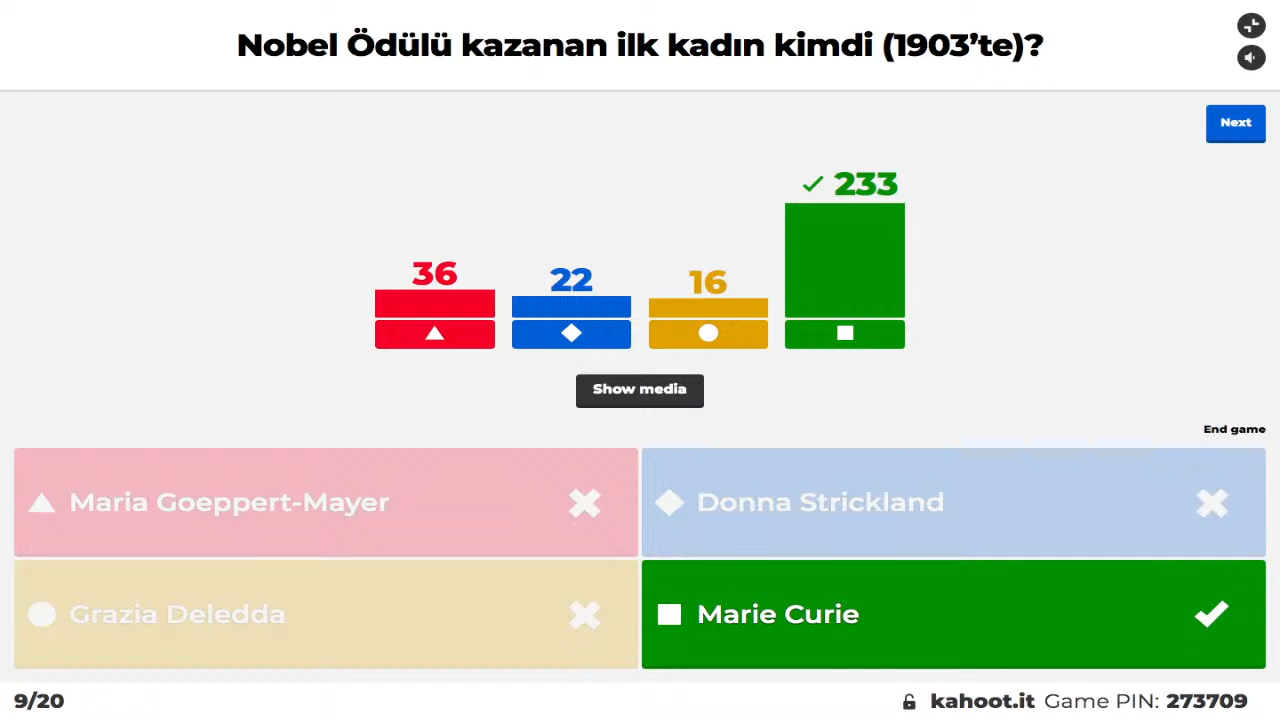 Nobel Ödülü kazanan ilk kadın kimdi (1903’te)?
Next
233
36
22
16
Show media
End game
Maria Goeppert-Mayer
Donna Strickland
Grazia Deledda
Marie Curie
9/20
kahoot.it Game PIN: 273709